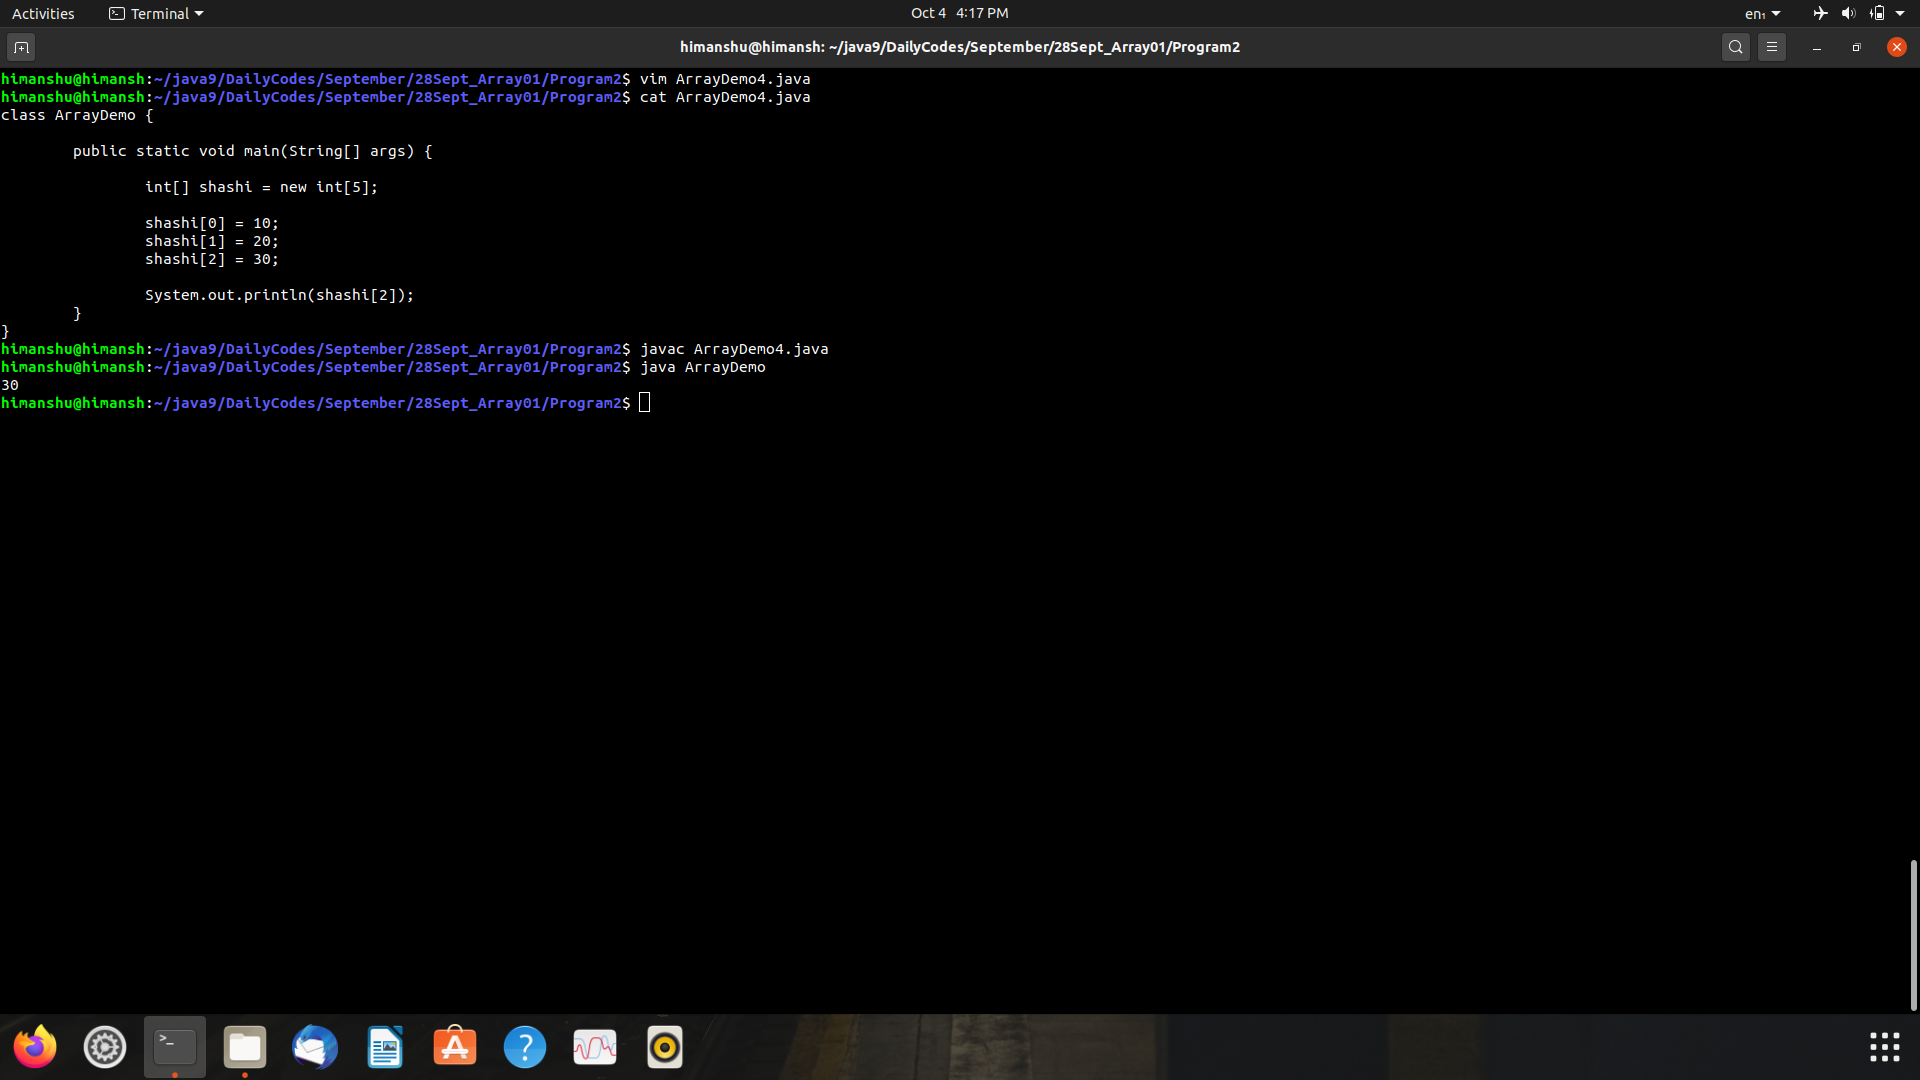 Activities Terminal Oct 4 4:17 PM en₁
himanshu@himansh: ~/java9/DailyCodes/September/28Sept_Array01/Program2
himanshu@himansh:~/java9/DailyCodes/September/28Sept_Array01/Program2$ vim ArrayDemo4.java
himanshu@himansh:~/java9/DailyCodes/September/28Sept_Array01/Program2$ cat ArrayDemo4.java
class ArrayDemo {
public static void main(String[] args) {
int[] shashi = new int[5];
shashi[0] = 10;
shashi[1] = 20;
shashi[2] = 30;
System.out.println(shashi[2]);
}
}
himanshu@himansh:~/java9/DailyCodes/September/28Sept_Array01/Program2$ javac ArrayDemo4.java
himanshu@himansh:~/java9/DailyCodes/September/28Sept_Array01/Program2$ java ArrayDemo
30
himanshu@himansh:~/java9/DailyCodes/September/28Sept_Array01/Program2$